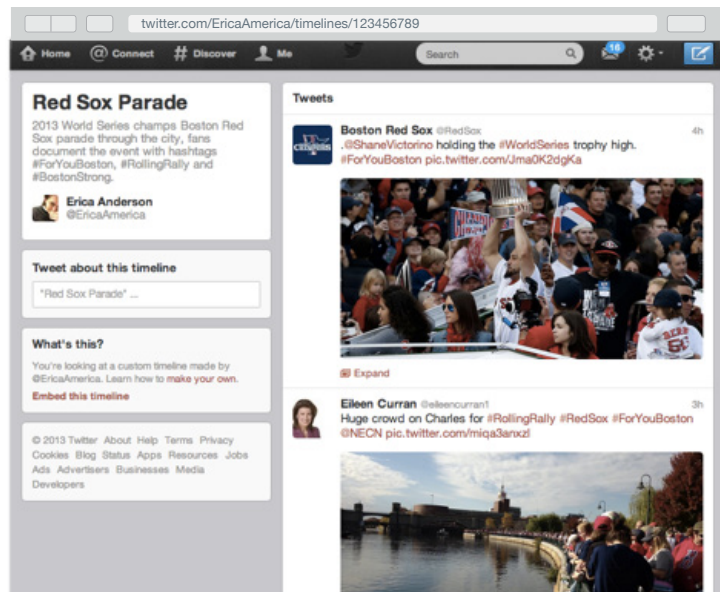 twitter.com/EricaAmerica/timelines/123456789
Home @ Connect # Discover Me Search 16
Red Sox Parade
2013 World Series champs Boston Red
Sox parade through the city, fans
document the event with hashtags
#ForYouBoston, #RollingRally and
#BostonStrong.
Erica Anderson
@EricaAmerica
Tweet about this timeline
"Red Sox Parade" ...
What's this?
You're looking at a custom timeline made by
@EricaAmerica. Learn how to make your own.
Embed this timeline
© 2013 Twitter About Help Terms Privacy
Cookies Blog Status Apps Resources Jobs
Ads Advertisers Businesses Media
Developers
Tweets
Boston Red Sox @RedSox 4h
.@ShaneVictorino holding the #WorldSeries trophy high.
#ForYouBoston pic.twitter.com/Jma0K2dgKa
Expand
Eileen Curran @eileencurran1 3h
Huge crowd on Charles for #RollingRally #RedSox #ForYouBoston
@NECN pic.twitter.com/miqa3anxzl